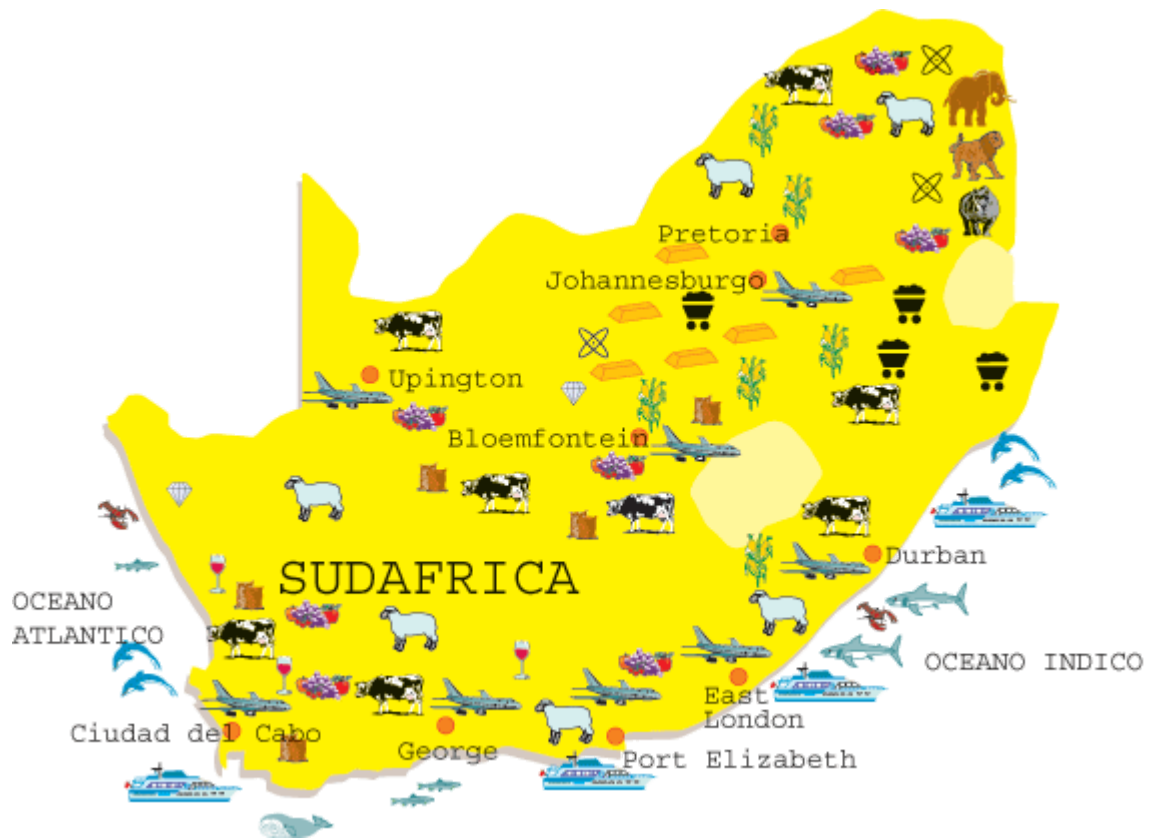 Pretoria
Johannesburgo
Upington
Bloemfontein
Durban
SUDAFRICA
OCEANO
ATLANTICO
OCEANO INDICO
East
London
Ciudad del Cabo
George
Port Elizabeth